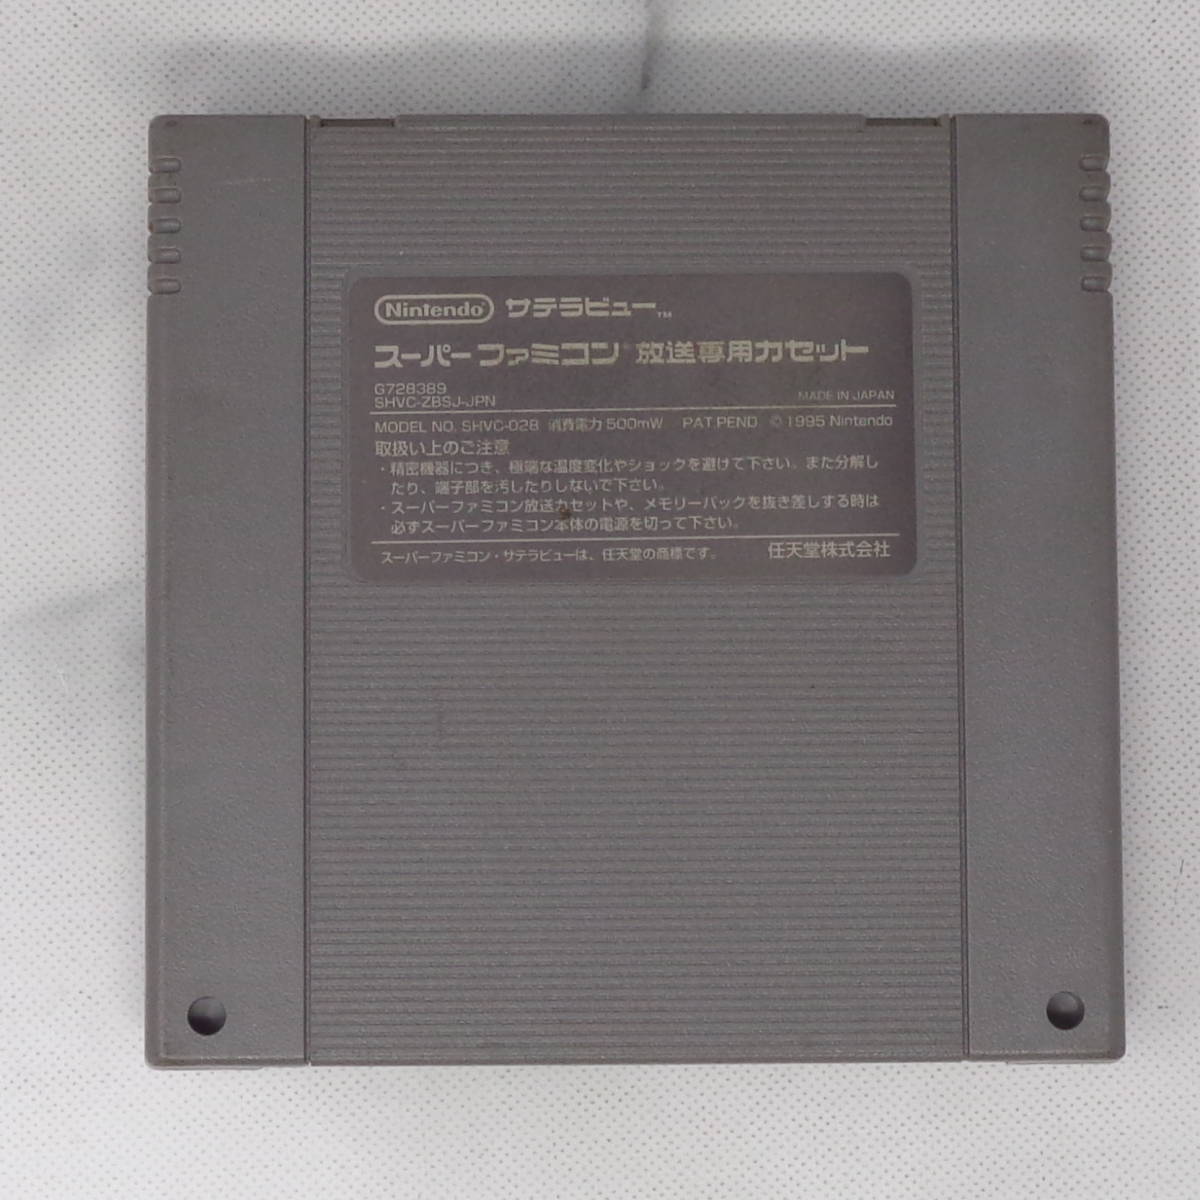 Nintendo® サテラビュー™
スーパーファミコン® 放送専用カセット
G728389
SHVC-ZBSJ-JPN
MADE IN JAPAN
MODEL NO. SHVC-028 消費電力500mW PAT.PEND © 1995 Nintendo
取扱い上のご注意
・精密機器につき、極端な温度変化やショックを避けて下さい。また分解し
たり、端子部を汚したりしないで下さい。
・スーパーファミコン放送カセットや、メモリーパックを抜き差しする時は
必ずスーパーファミコン本体の電源を切って下さい。
スーパーファミコン・サテラビューは、任天堂の商標です。 任天堂株式会社